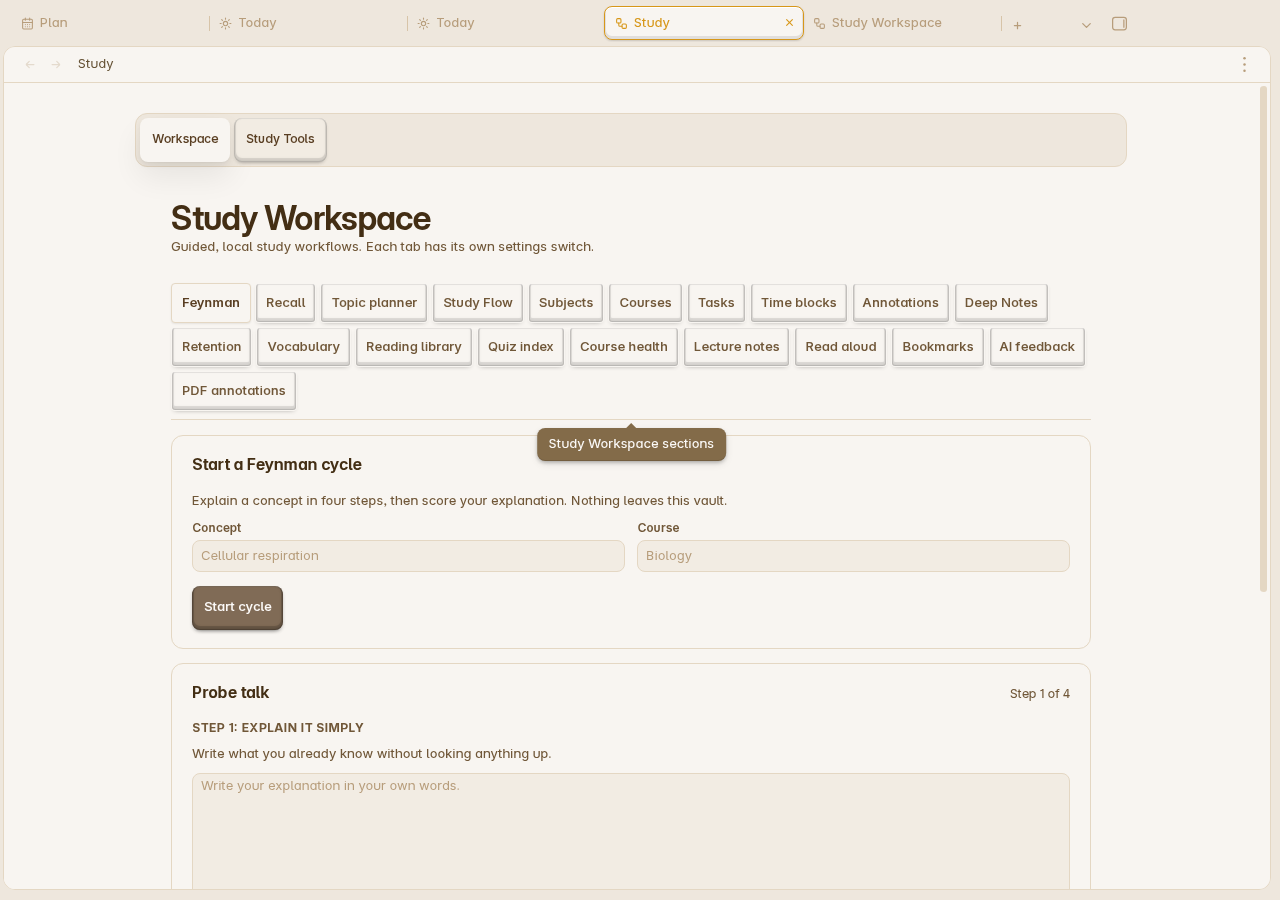 Plan
Today
Today
Study
Study Workspace
Study
Workspace
Study Tools
Study Workspace
Guided, local study workflows. Each tab has its own settings switch.
Feynman
Recall
Topic planner
Study Flow
Subjects
Courses
Tasks
Time blocks
Annotations
Deep Notes
Retention
Vocabulary
Reading library
Quiz index
Course health
Lecture notes
Read aloud
Bookmarks
AI feedback
PDF annotations
Study Workspace sections
Start a Feynman cycle
Explain a concept in four steps, then score your explanation. Nothing leaves this vault.
Concept
Course
Cellular respiration
Biology
Start cycle
Probe talk
Step 1 of 4
STEP 1: EXPLAIN IT SIMPLY
Write what you already know without looking anything up.
Write your explanation in your own words.